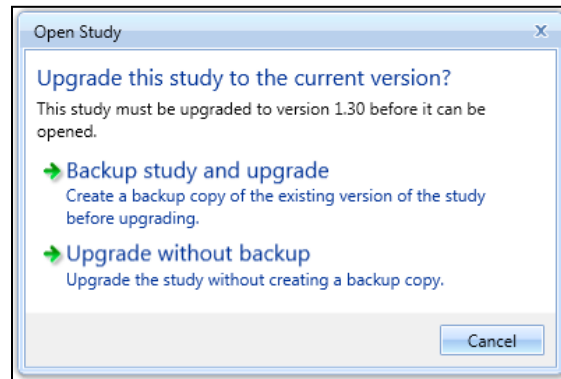 Open Study
Upgrade this study to the current version?
This study must be upgraded to version 1.30 before it can be
opened.
Backup study and upgrade
Create a backup copy of the existing version of the study
before upgrading.
Upgrade without backup
Upgrade the study without creating a backup copy.
Cancel